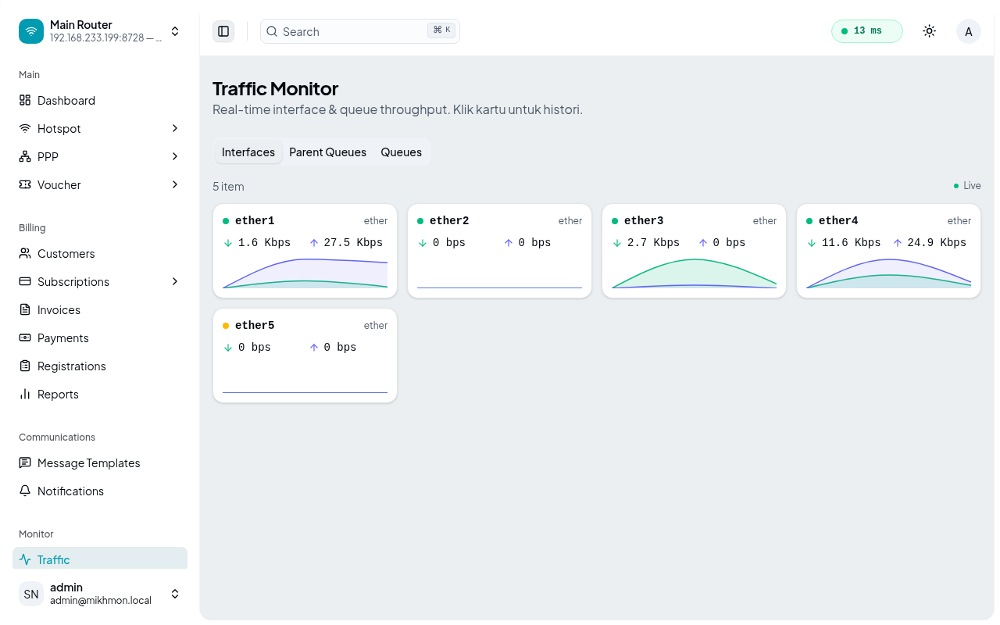 Main Router
192.168.233.199:8728 — ...
Search
⌘ K
13 ms
A
Main
Dashboard
Hotspot
PPP
Voucher
Billing
Customers
Subscriptions
Invoices
Payments
Registrations
Reports
Communications
Message Templates
Notifications
Monitor
Traffic
SN
admin
admin@mikhmon.local
Traffic Monitor
Real-time interface & queue throughput. Klik kartu untuk histori.
Interfaces Parent Queues Queues
5 item
Live
ether1 ether
↓ 1.6 Kbps ↑ 27.5 Kbps
ether2 ether
↓ 0 bps ↑ 0 bps
ether3 ether
↓ 2.7 Kbps ↑ 0 bps
ether4 ether
↓ 11.6 Kbps ↑ 24.9 Kbps
ether5 ether
↓ 0 bps ↑ 0 bps